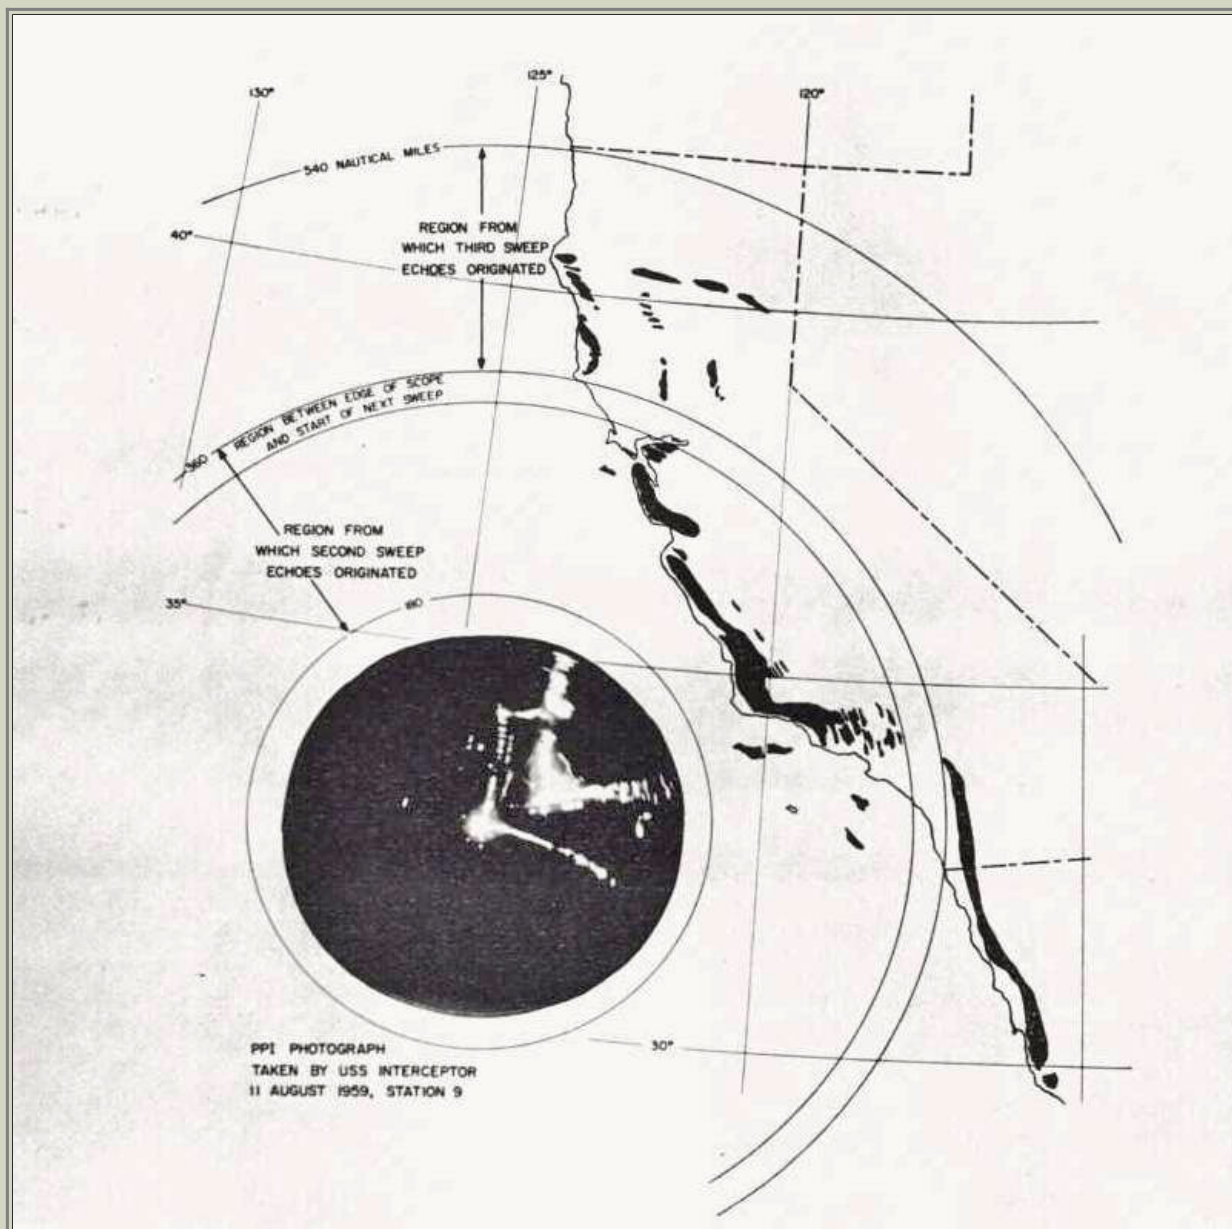 130°
125°
120°
540 NAUTICAL MILES
40°
REGION FROM
WHICH THIRD SWEEP
ECHOES ORIGINATED
REGION BETWEEN EDGE OF SCOPE
AND START OF NEXT SWEEP
360
REGION FROM
WHICH SECOND SWEEP
ECHOES ORIGINATED
35°
180
30°
PPI PHOTOGRAPH
TAKEN BY USS INTERCEPTOR
11 AUGUST 1959, STATION 9